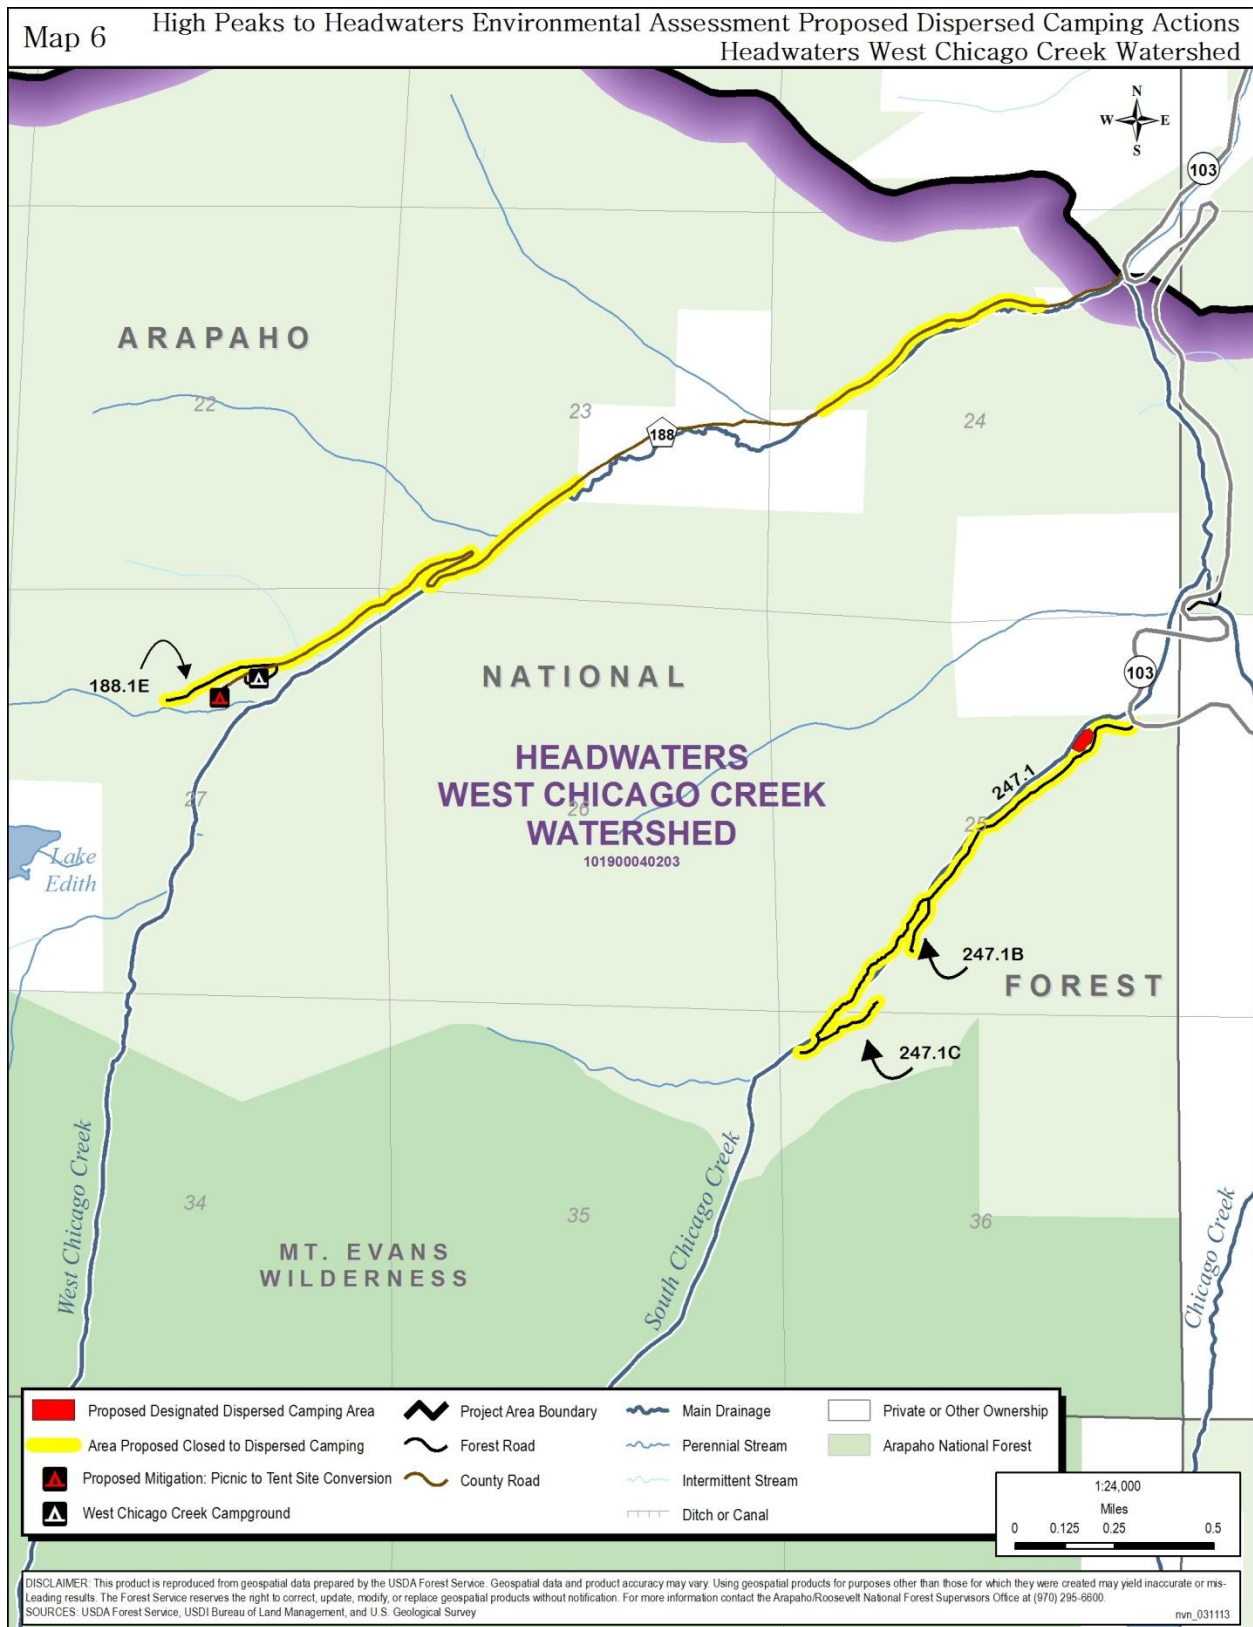 Map 6
High Peaks to Headwaters Environmental Assessment Proposed Dispersed Camping Actions
Headwaters West Chicago Creek Watershed
N
W E
S
103
ARAPAHO
22
23
24
188
188.1E
NATIONAL
103
HEADWATERS
WEST CHICAGO CREEK
WATERSHED
101900040203
26
27
25
247.1
Lake
Edith
247.1B
FOREST
247.1C
West Chicago Creek
South Chicago Creek
Chicago Creek
34
35
36
MT. EVANS
WILDERNESS
Proposed Designated Dispersed Camping Area
Area Proposed Closed to Dispersed Camping
Proposed Mitigation: Picnic to Tent Site Conversion
West Chicago Creek Campground
Project Area Boundary
Forest Road
County Road
Main Drainage
Perennial Stream
Intermittent Stream
Ditch or Canal
Private or Other Ownership
Arapaho National Forest
1:24,000
Miles
0 0.125 0.25 0.5
DISCLAIMER: This product is reproduced from geospatial data prepared by the USDA Forest Service. Geospatial data and product accuracy may vary. Using geospatial products for purposes other than those for which they were created may yield inaccurate or mis-
Leading results. The Forest Service reserves the right to correct, update, modify, or replace geospatial products without notification. For more information contact the Arapaho/Roosevelt National Forest Supervisors Office at (970) 295-6600.
SOURCES: USDA Forest Service, USDI Bureau of Land Management, and U.S. Geological Survey
nvn_031113